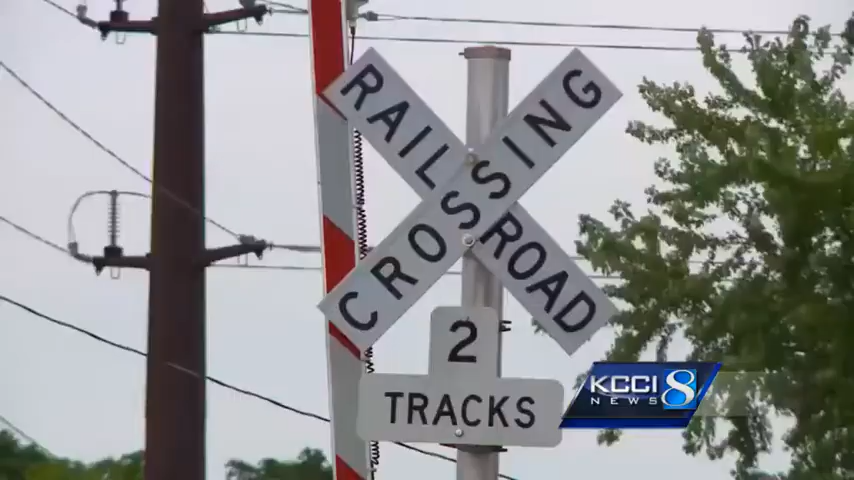 RAILROAD
CROSSING
2
TRACKS
KCCI 8
NEWS